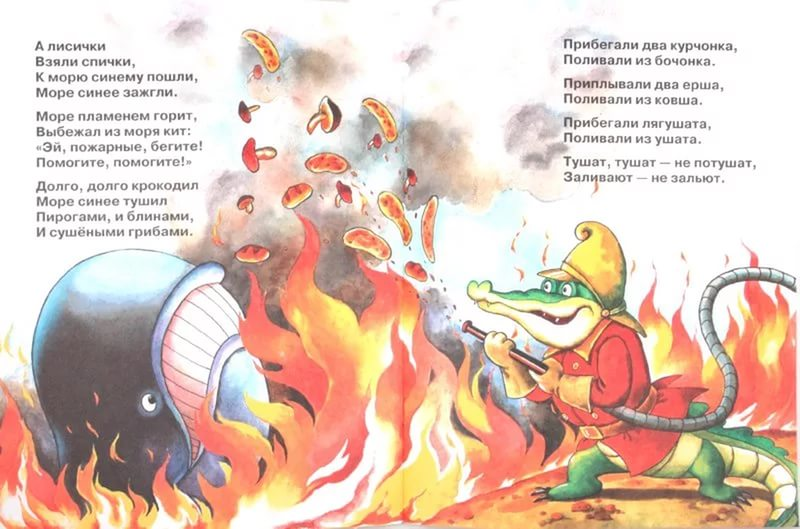 А лисички
Взяли спички,
К морю синему пошли,
Море синее зажгли.
Море пламенем горит,
Выбежал из моря кит:
«Эй, пожарные, бегите!
Помогите, помогите!»
Долго, долго крокодил
Море синее тушил
Пирогами, и блинами,
И сушёными грибами.
Прибегали два курчонка,
Поливали из бочонка.
Приплывали два ерша,
Поливали из ковша.
Прибегали лягушата,
Поливали из ушата.
Тушат, тушат — не потушат,
Заливают — не зальют.